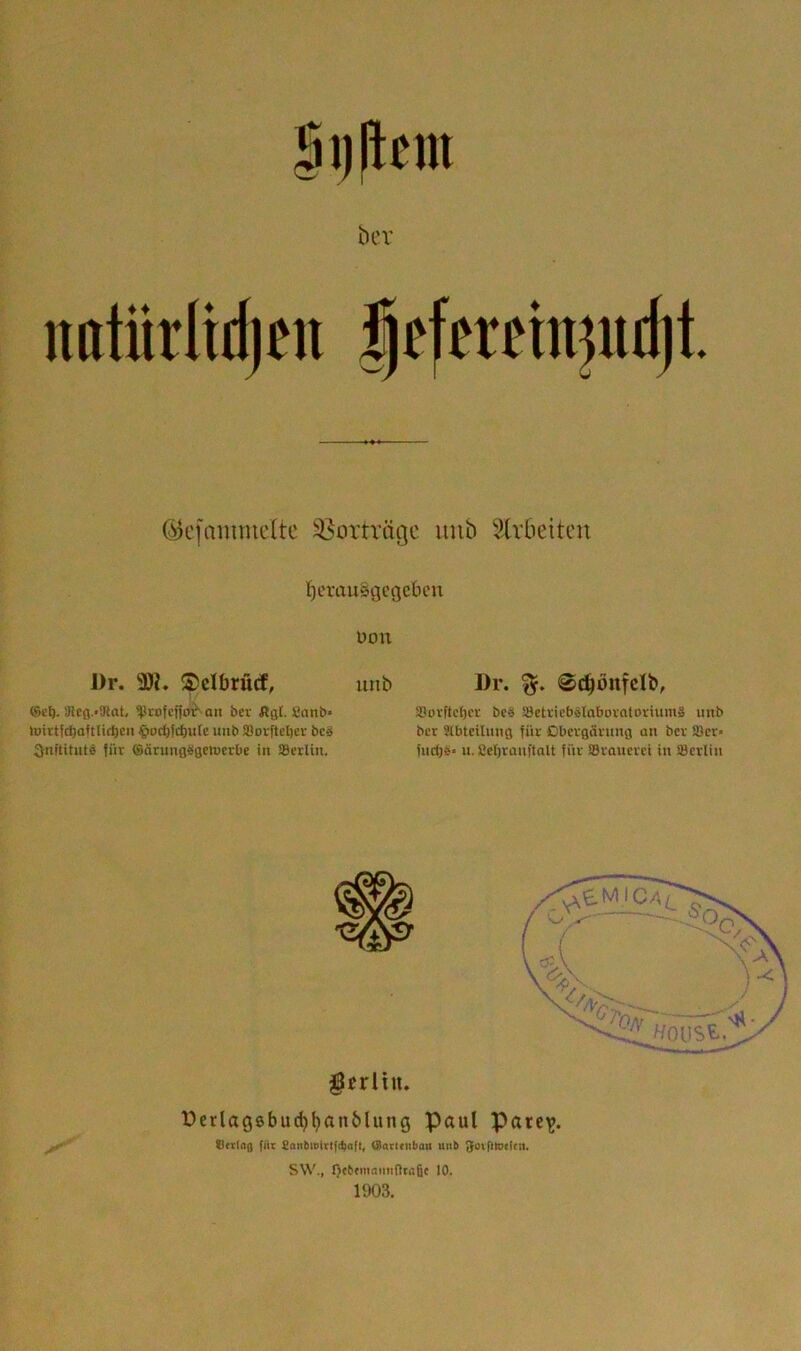 System
der
natürlichen Hefereinzucht.
Gesammelte Vorträge und Arbeiten
herausgegeben
von
Dr. M. Delbrück, und Dr. F. Schönfeld,
Geh. Reg.-Rat, Professor an der Kgl. Land-
wirtschaftlichen Hochschule und Vorsteher des
Instituts für Gärungsgewerbe in Berlin.
Vorsteher des Betriebslaboratoriums und
der Abteilung für Obergärung an der Ver-
suchs- u. Lehranstalt für Brauerei in Berlin
CHEMICAL SOCIETY
BURLINGTON HOUSE, W.
Berlin.
Verlagsbuchhandlung Paul Parey.
Verlag für Landwirtschaft, Gartenbau und Forstwesen.
SW., Hedemannstraße 10.
1903.